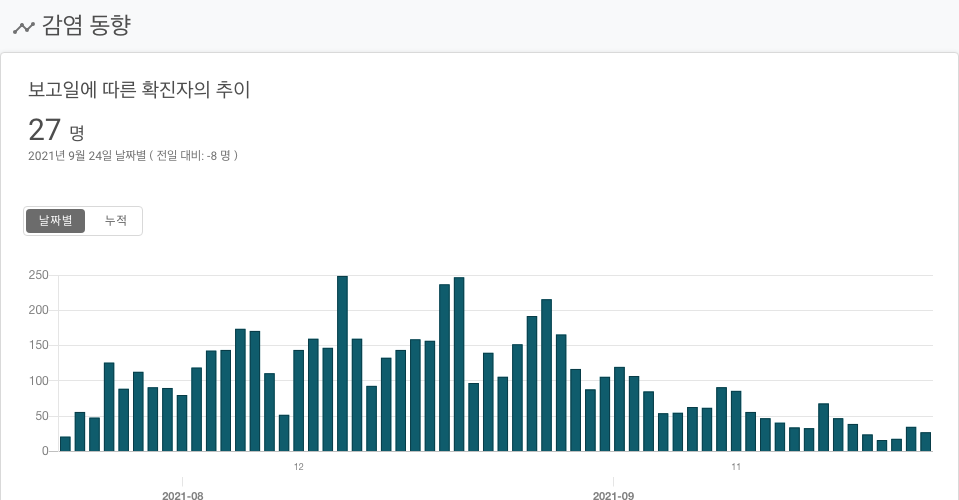 감염 동향
보고일에 따른 확진자의 추이
27 명
2021년 9월 24일 날짜별 ( 전일 대비: -8 명 )
날짜별 누적
250
200
150
100
50
0
12 11
2021-08 2021-09